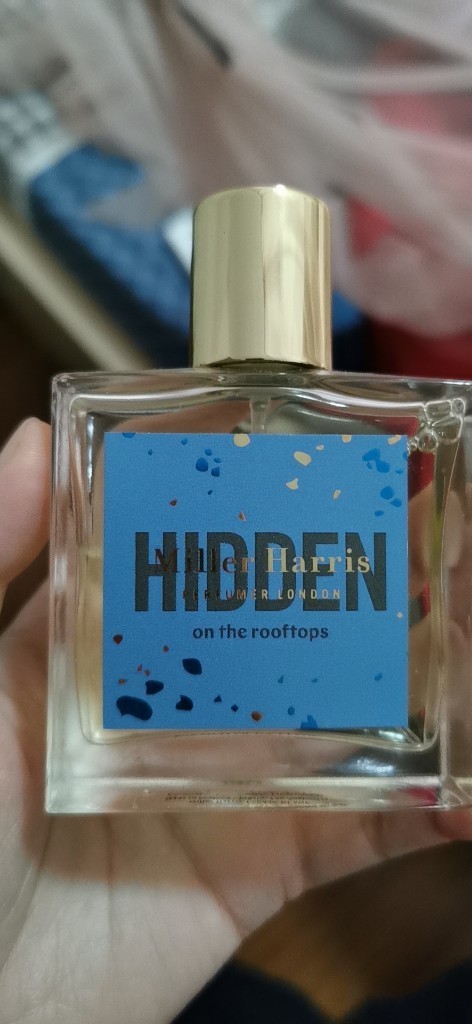 HIDDEN
Miller Harris
PERFUMER LONDON
on the rooftops